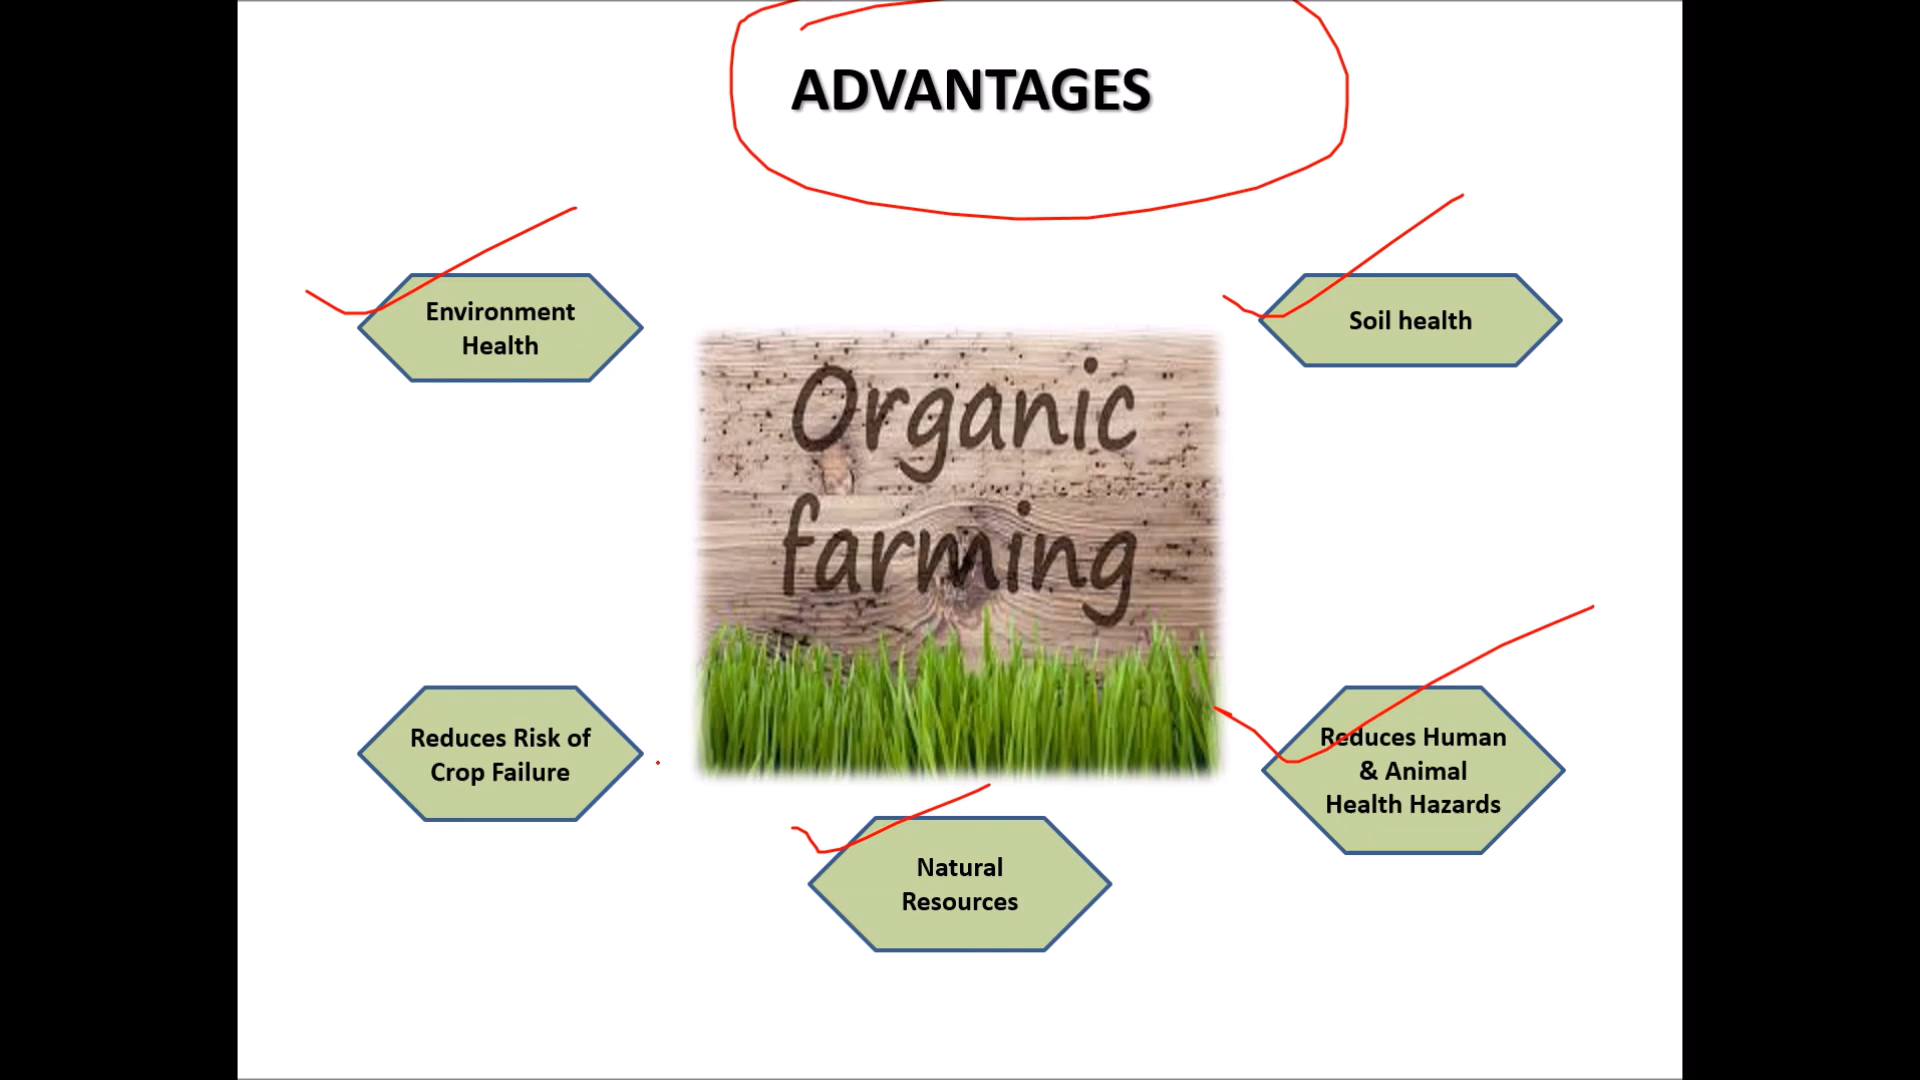 ADVANTAGES
Environment
Health
Soil health
Organic
farming
Reduces Risk of
Crop Failure
Reduces Human
& Animal
Health Hazards
Natural
Resources